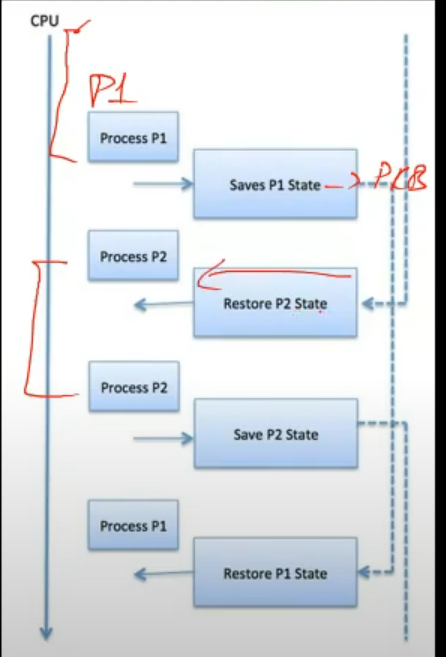 CPU
P1
Process P1
Saves P1 State
PCB
Process P2
Restore P2 State
Process P2
Save P2 State
Process P1
Restore P1 State